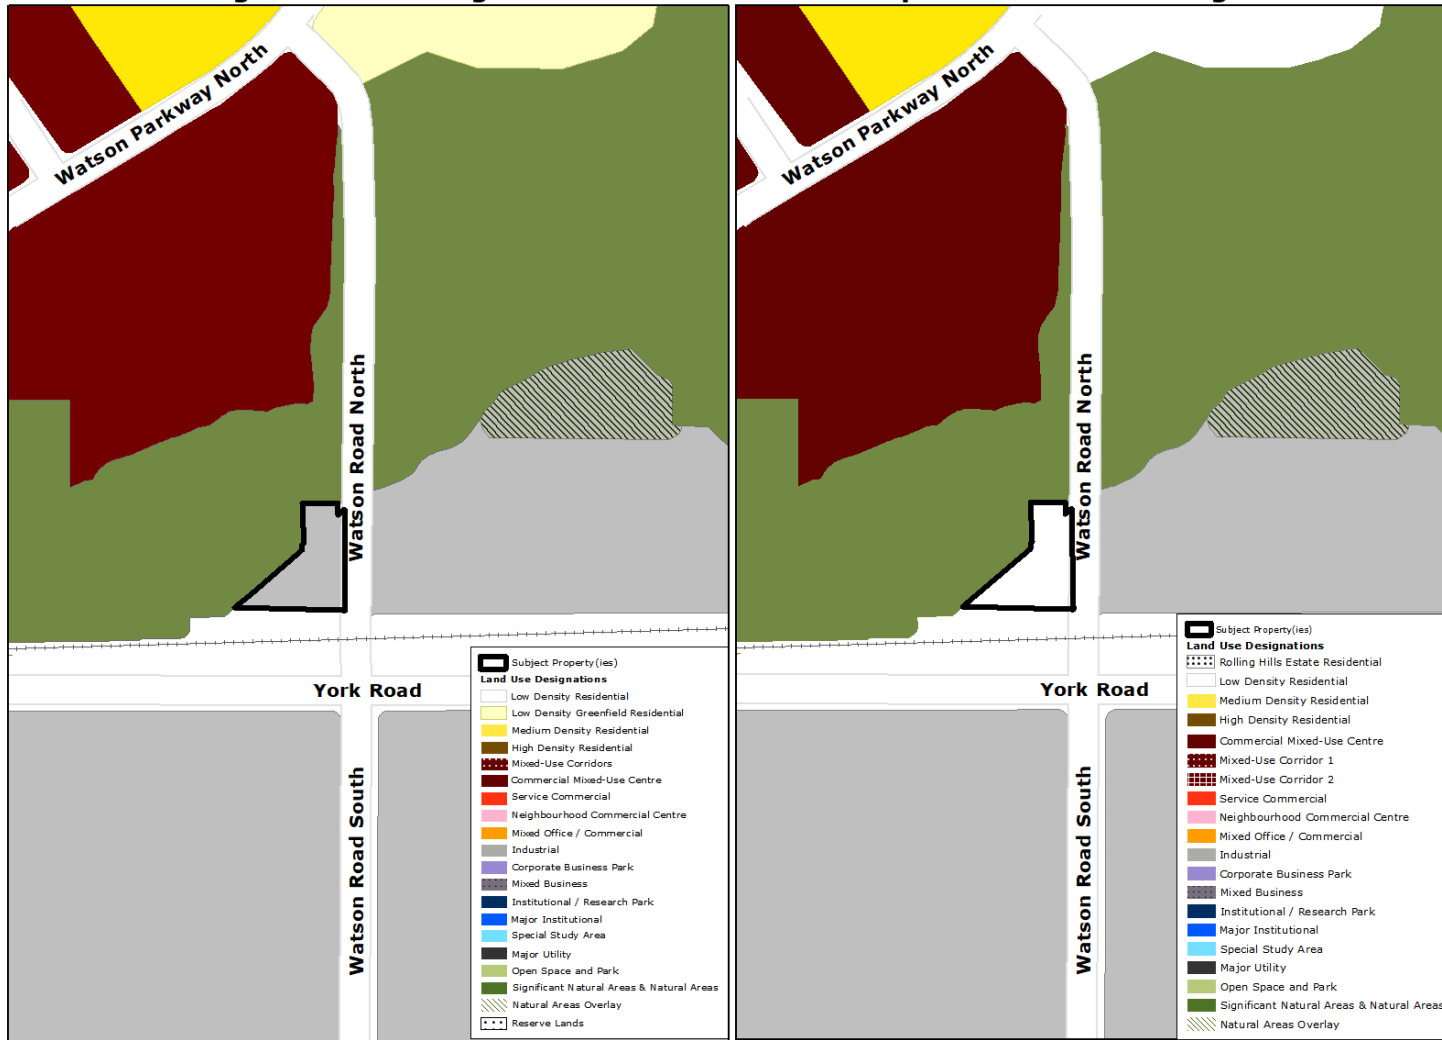 Watson Parkway North
Watson Road North
York Road
Watson Road South
Subject Property(ies)
Land Use Designations
Low Density Residential
Low Density Greenfield Residential
Medium Density Residential
High Density Residential
Mixed-Use Corridors
Commercial Mixed-Use Centre
Service Commercial
Neighbourhood Commercial Centre
Mixed Office / Commercial
Industrial
Corporate Business Park
Mixed Business
Institutional / Research Park
Major Institutional
Special Study Area
Major Utility
Open Space and Park
Significant Natural Areas & Natural Areas
Natural Areas Overlay
Reserve Lands
Watson Parkway North
Watson Road North
York Road
Watson Road South
Subject Property(ies)
Land Use Designations
Rolling Hills Estate Residential
Low Density Residential
Medium Density Residential
High Density Residential
Commercial Mixed-Use Centre
Mixed-Use Corridor 1
Mixed-Use Corridor 2
Service Commercial
Neighbourhood Commercial Centre
Mixed Office / Commercial
Industrial
Corporate Business Park
Mixed Business
Institutional / Research Park
Major Institutional
Special Study Area
Major Utility
Open Space and Park
Significant Natural Areas & Natural Areas
Natural Areas Overlay